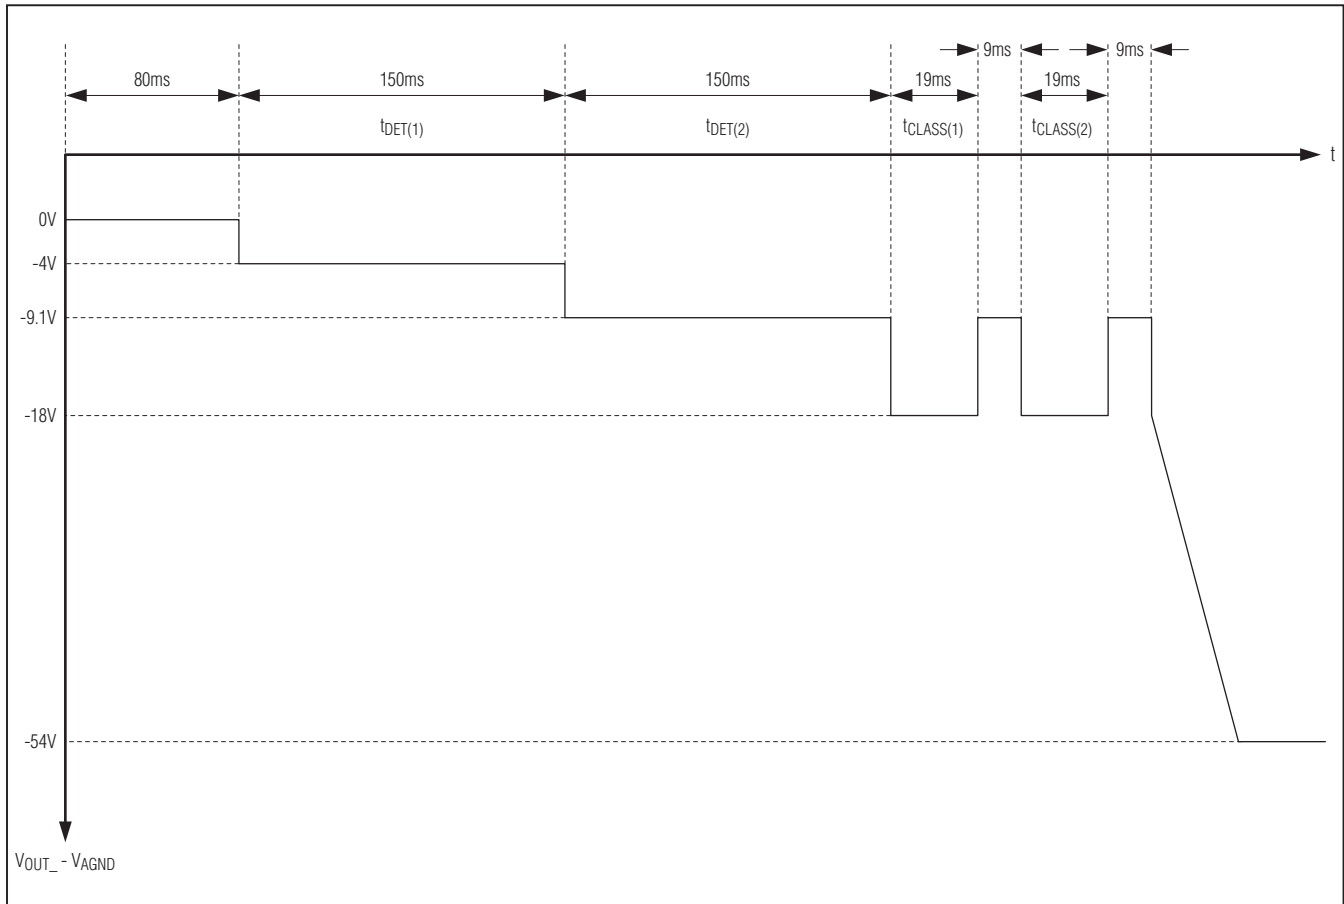 9ms 9ms
80ms 150ms 150ms 19ms 19ms
tDET(1) tDET(2) tCLASS(1) tCLASS(2)
t
0V
-4V
-9.1V
-18V
-54V
VOUT_ - VAGND